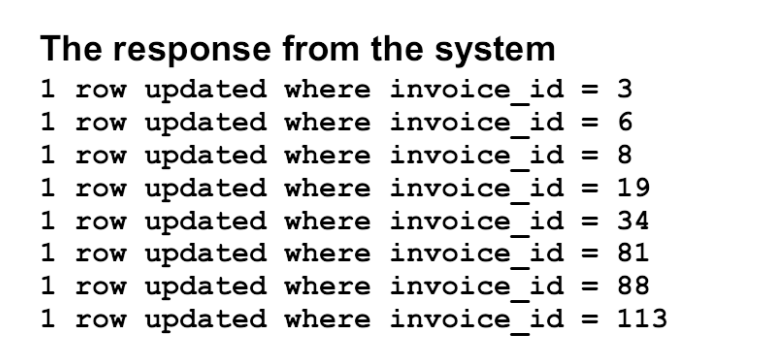 The response from the system
1 row updated where invoice_id = 3
1 row updated where invoice_id = 6
1 row updated where invoice_id = 8
1 row updated where invoice_id = 19
1 row updated where invoice_id = 34
1 row updated where invoice_id = 81
1 row updated where invoice_id = 88
1 row updated where invoice_id = 113